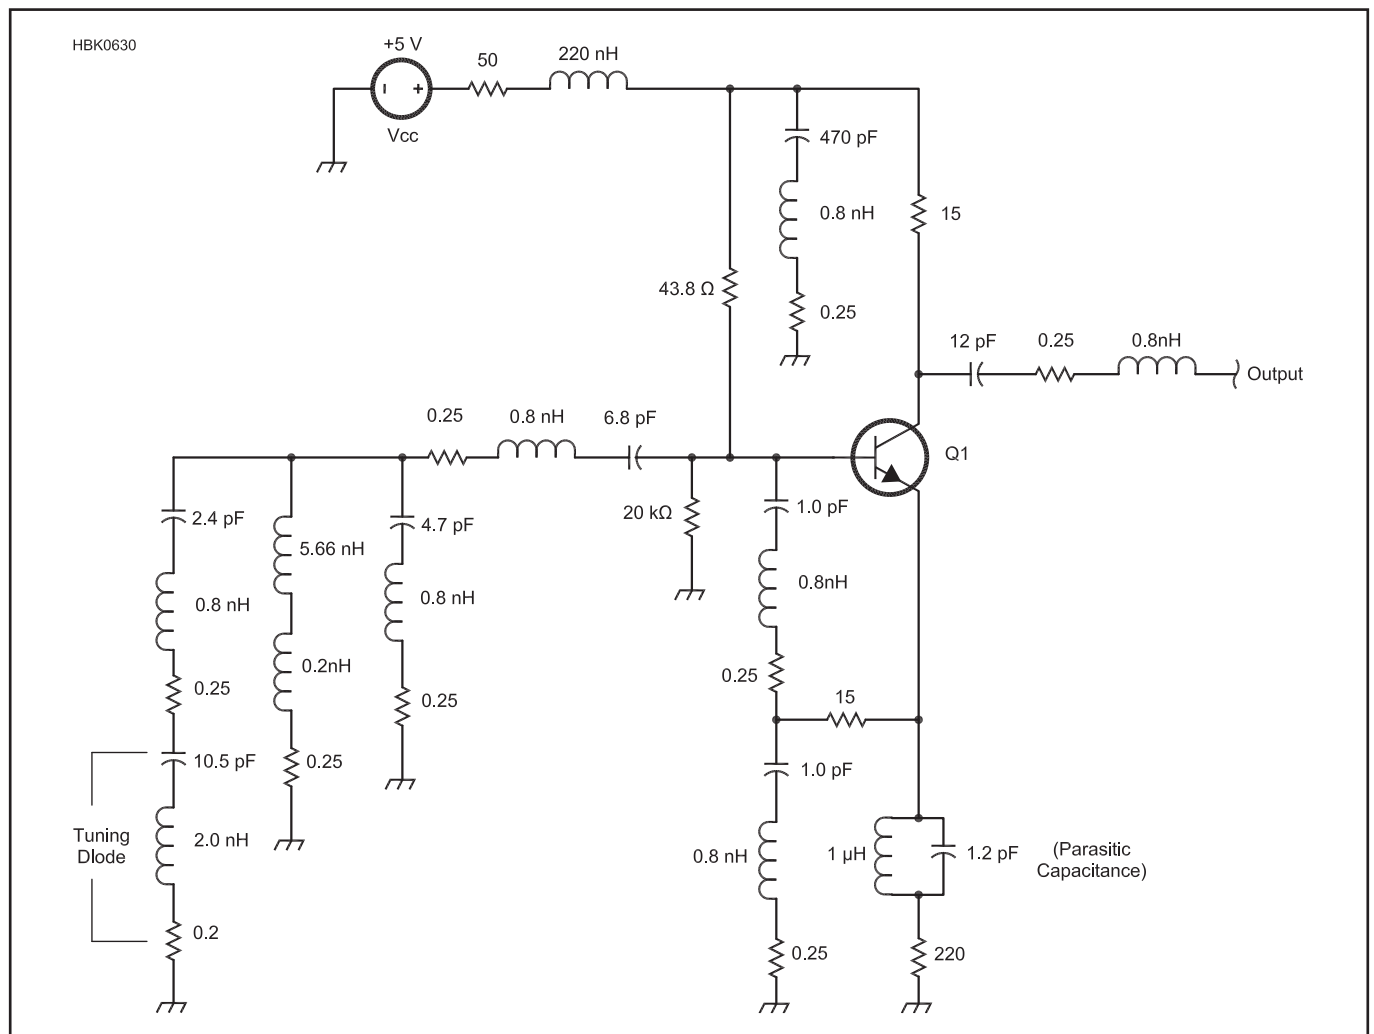 HBK0630
+5 V
50
220 nH
Vcc
470 pF
0.8 nH
15
43.8 Ω
0.25
12 pF
0.25
0.8nH
Output
0.25
0.8 nH
6.8 pF
Q1
2.4 pF
5.66 nH
4.7 pF
20 kΩ
1.0 pF
0.8 nH
0.8 nH
0.8nH
0.2nH
0.25
0.25
0.25
15
10.5 pF
0.25
1.0 pF
Tuning
DIode
2.0 nH
0.8 nH
1 µH
1.2 pF
(Parasitic
Capacitance)
0.2
0.25
220